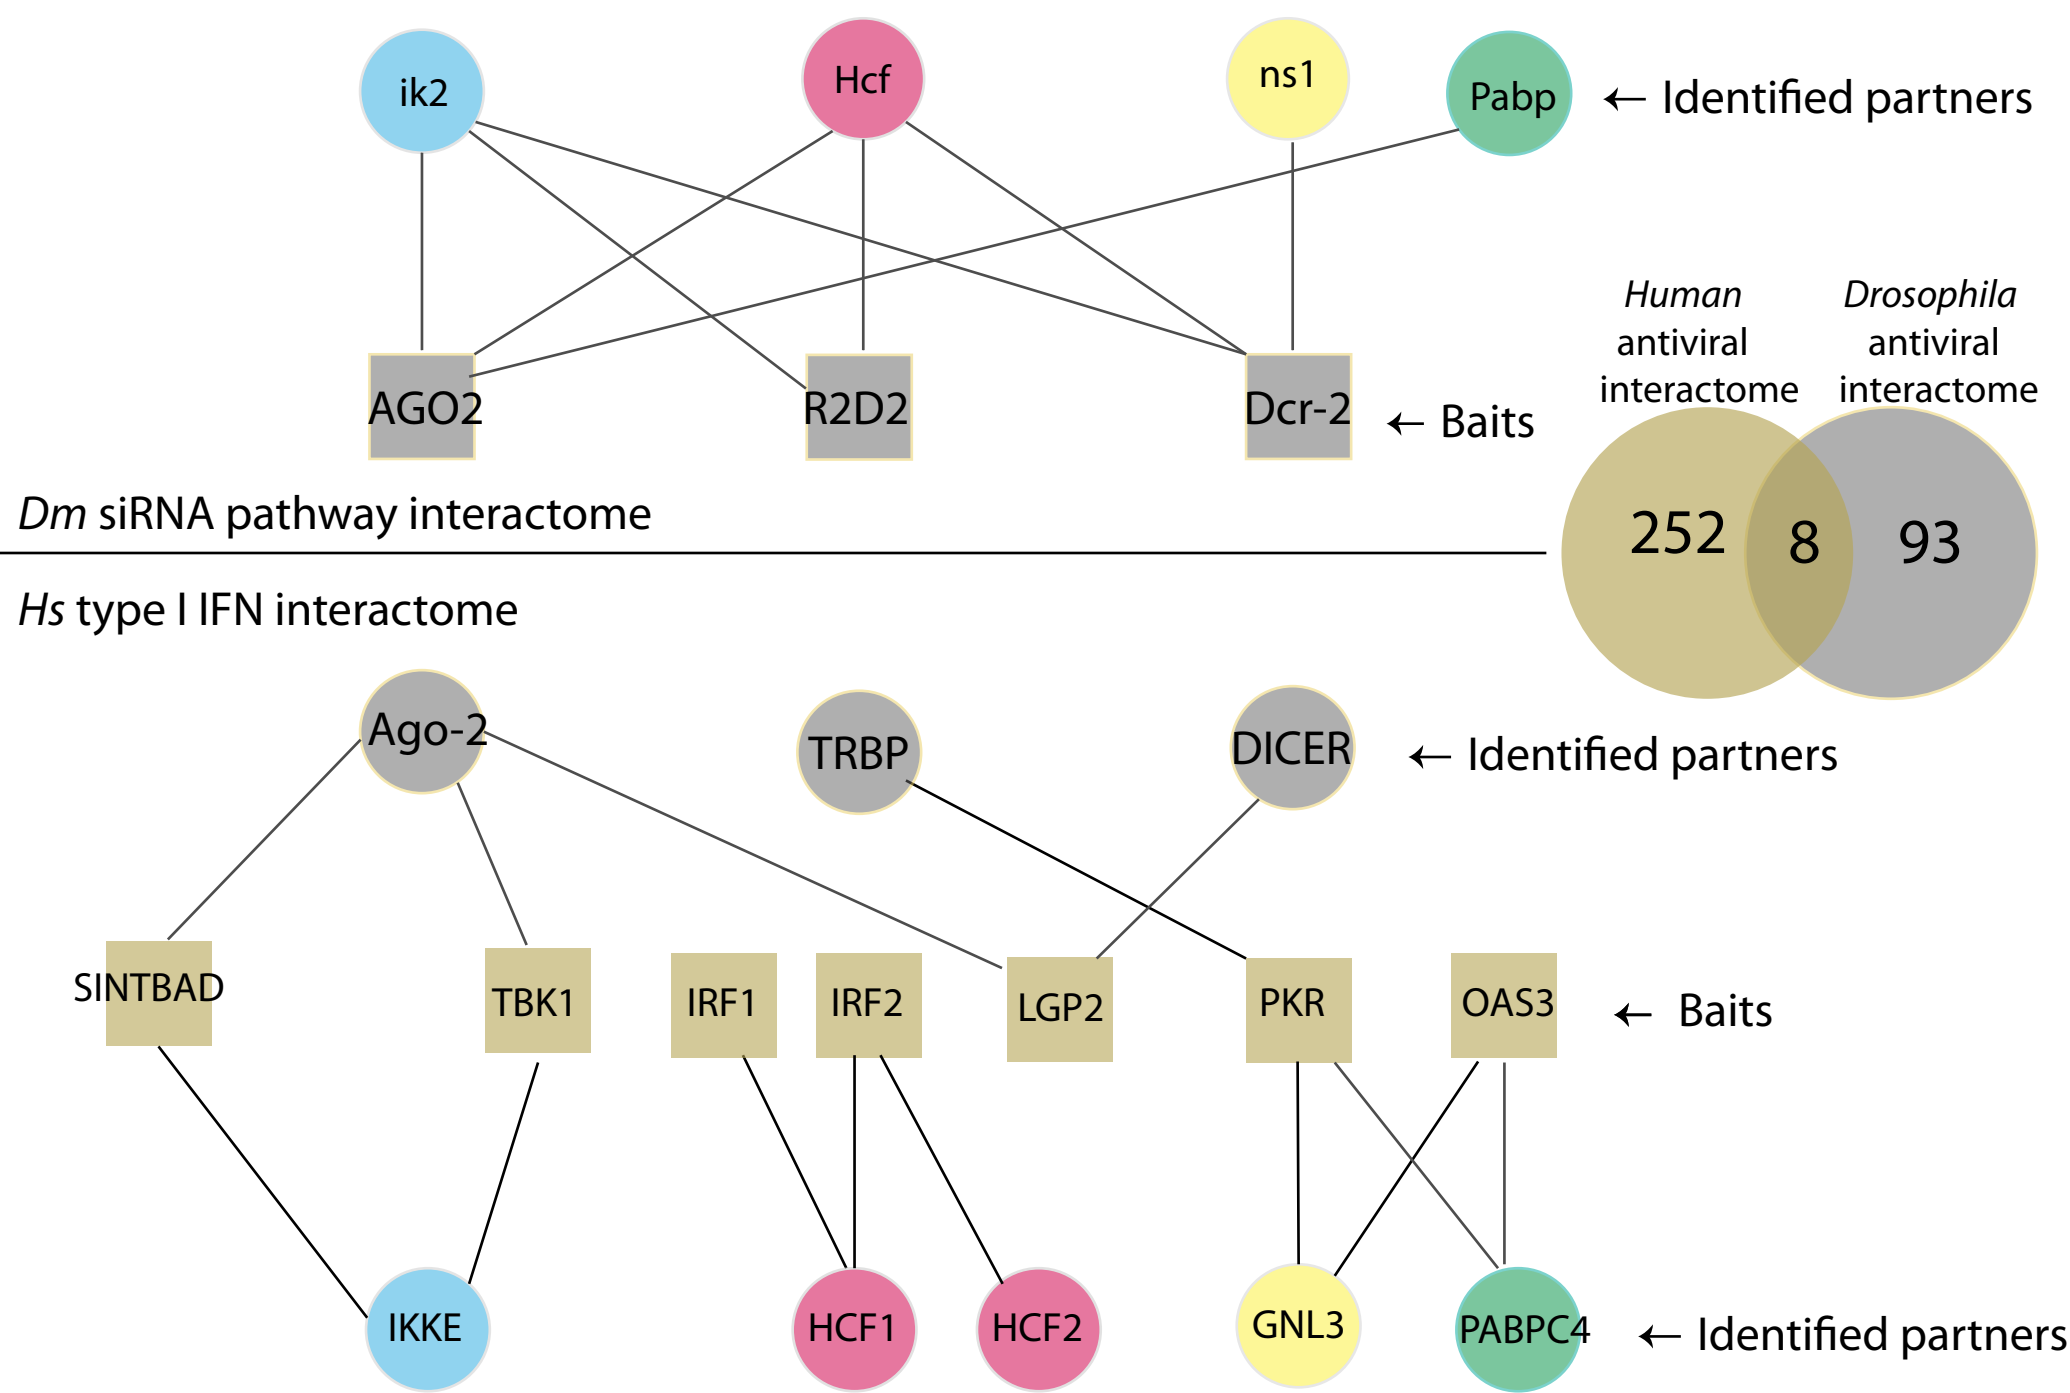 ik2
Hcf
ns1
Pabp
← Identified partners
AGO2
R2D2
Dcr-2
← Baits
Human
antiviral
interactome
Drosophila
antiviral
interactome
252
8
93
Dm siRNA pathway interactome
Hs type I IFN interactome
Ago-2
TRBP
DICER
← Identified partners
SINTBAD
TBK1
IRF1
IRF2
LGP2
PKR
OAS3
← Baits
IKKE
HCF1
HCF2
GNL3
PABPC4
← Identified partners